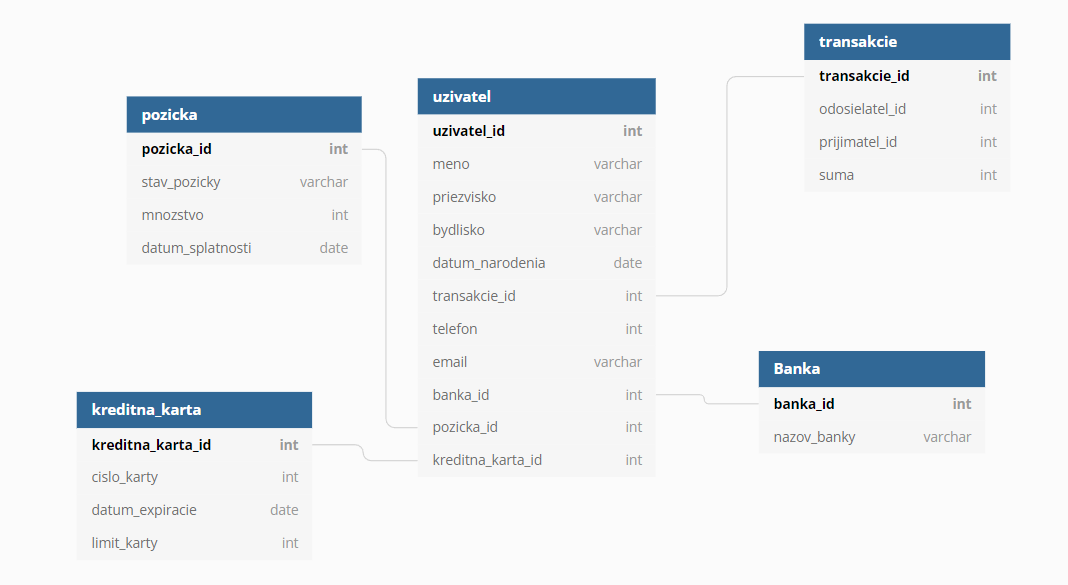 pozicka
pozicka_id int
stav_pozicky varchar
mnozstvo int
datum_splatnosti date
kreditna_karta
kreditna_karta_id int
cislo_karty int
datum_expiracie date
limit_karty int
uzivatel
uzivatel_id int
meno varchar
priezvisko varchar
bydlisko varchar
datum_narodenia date
transakcie_id int
telefon int
email varchar
banka_id int
pozicka_id int
kreditna_karta_id int
transakcie
transakcie_id int
odosielatel_id int
prijimatel_id int
suma int
Banka
banka_id int
nazov_banky varchar